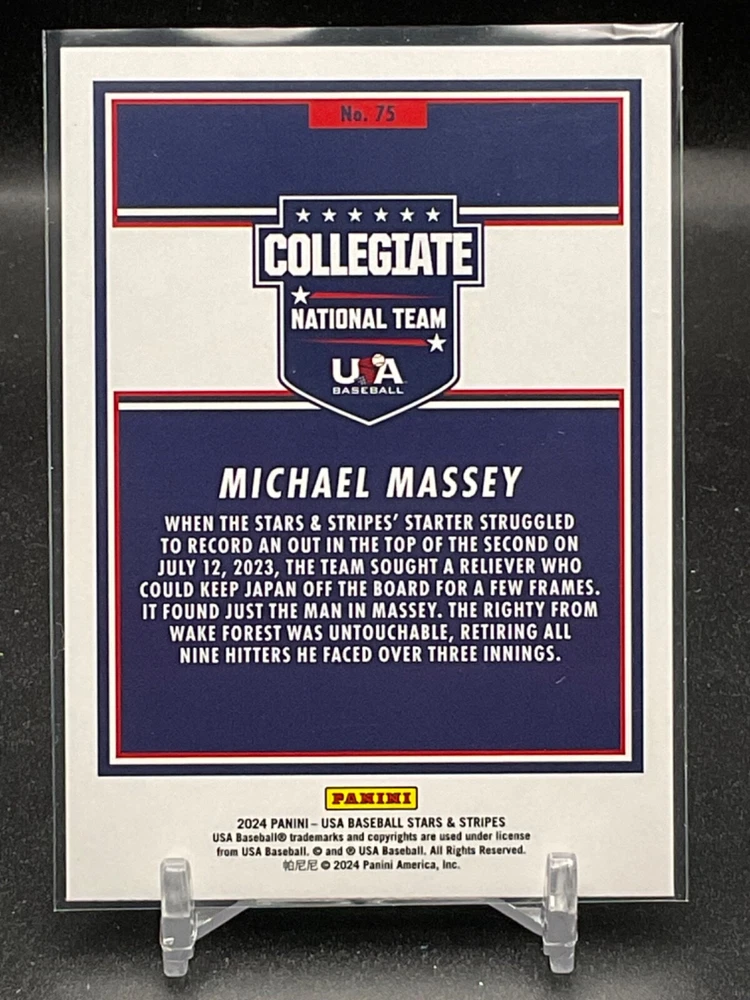 No. 75
COLLEGIATE
NATIONAL TEAM
USA
BASEBALL
MICHAEL MASSEY
WHEN THE STARS & STRIPES' STARTER STRUGGLED
TO RECORD AN OUT IN THE TOP OF THE SECOND ON
JULY 12, 2023, THE TEAM SOUGHT A RELIEVER WHO
COULD KEEP JAPAN OFF THE BOARD FOR A FEW FRAMES.
IT FOUND JUST THE MAN IN MASSEY. THE RIGHTY FROM
WAKE FOREST WAS UNTOUCHABLE, RETIRING ALL
NINE HITTERS HE FACED OVER THREE INNINGS.
PANINI
2024 PANINI – USA BASEBALL STARS & STRIPES
USA Baseball® trademarks and copyrights are used under license
from USA Baseball. © and ® USA Baseball. All Rights Reserved.
帕尼尼 © 2024 Panini America, Inc.